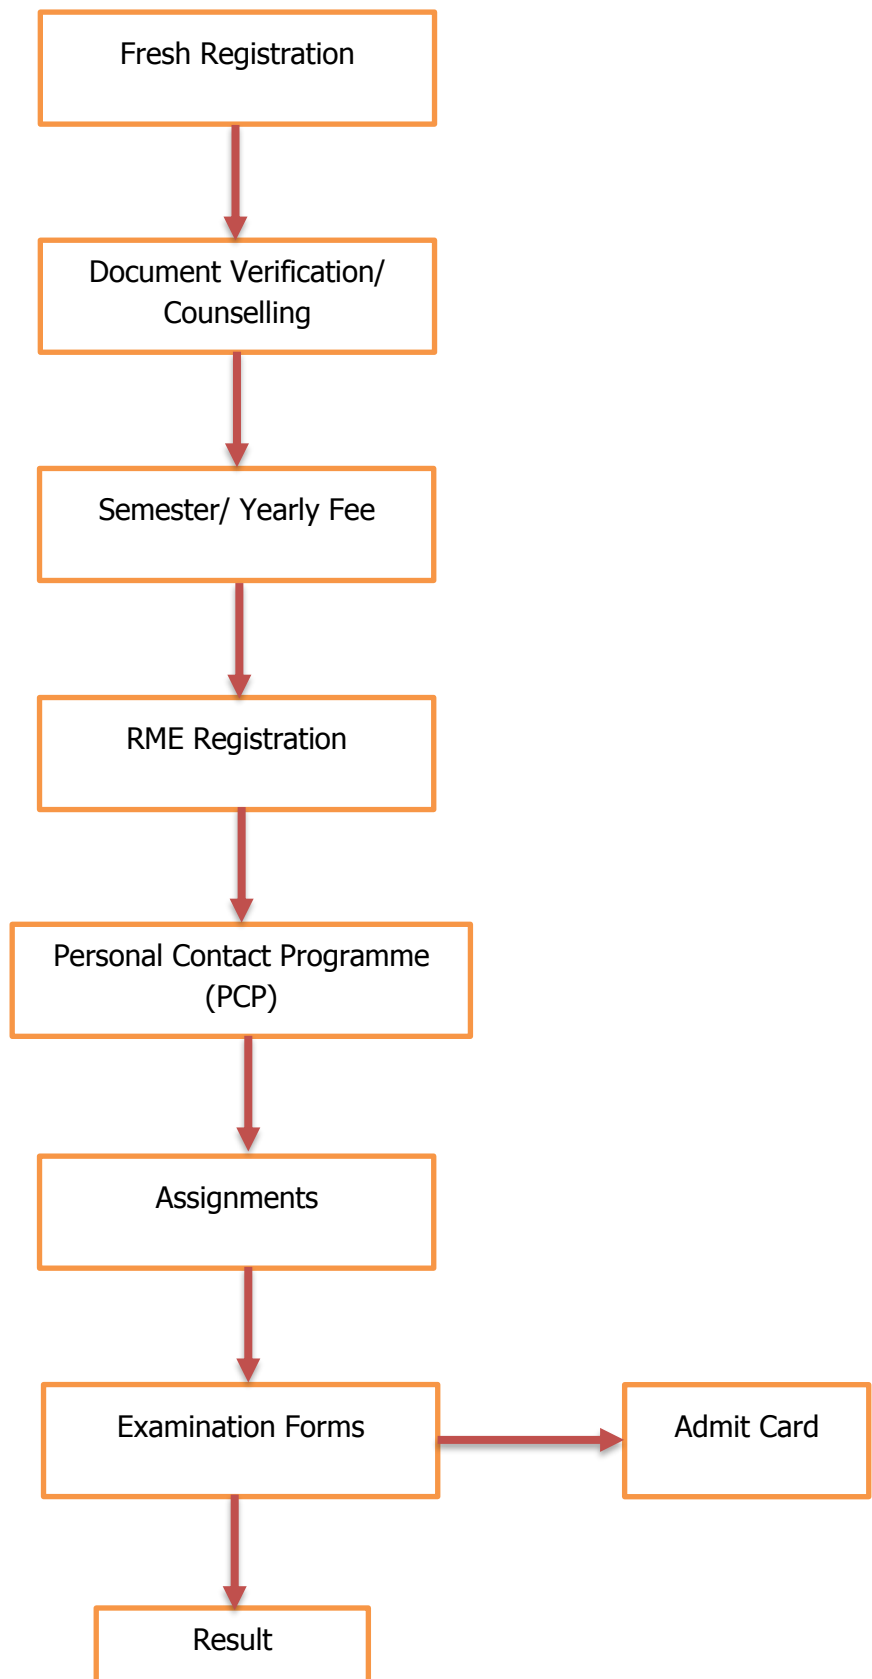 Fresh Registration
Document Verification/
Counselling
Semester/ Yearly Fee
RME Registration
Personal Contact Programme
(PCP)
Assignments
Examination Forms
Admit Card
Result